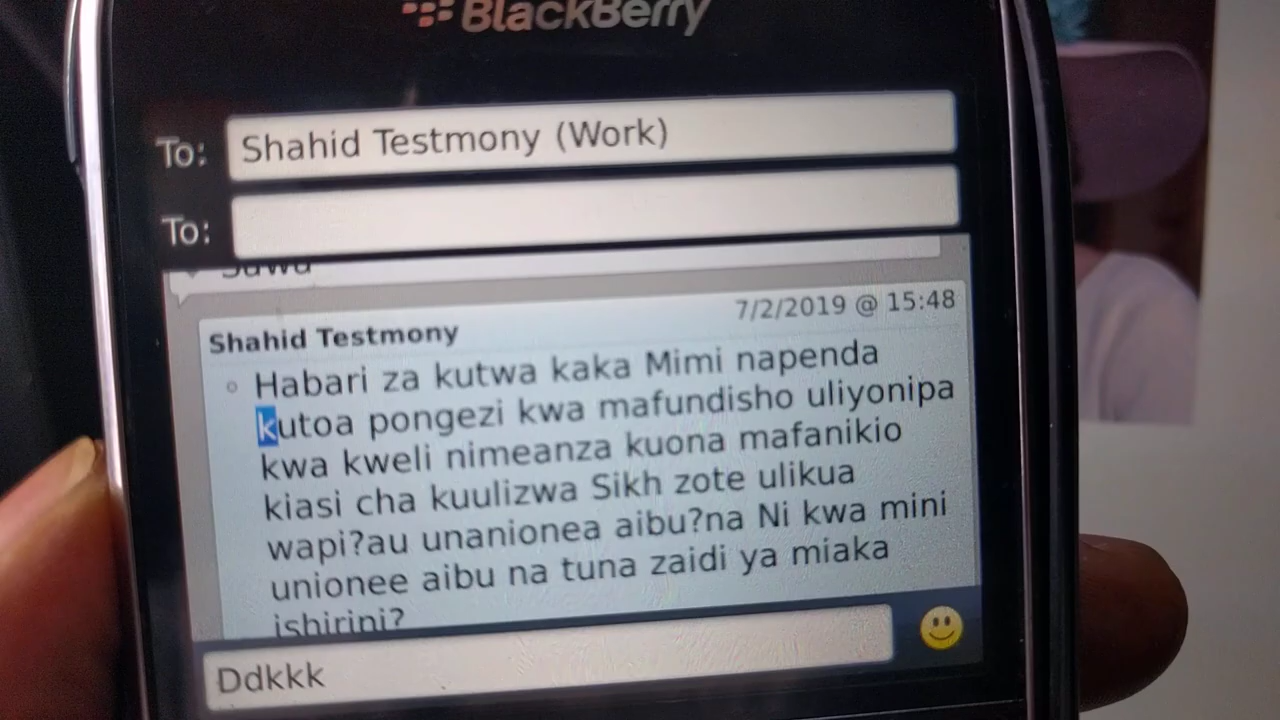 BlackBerry
To: Shahid Testmony (Work)
To:
Shahid Testmony 7/2/2019 @ 15:48
Habari za kutwa kaka Mimi napenda
kutoa pongezi kwa mafundisho uliyonipa
kwa kweli nimeanza kuona mafanikio
kiasi cha kuulizwa Sikh zote ulikua
wapi?au unanionea aibu?na Ni kwa mini
unionee aibu na tuna zaidi ya miaka
ishirini?
Ddkkk